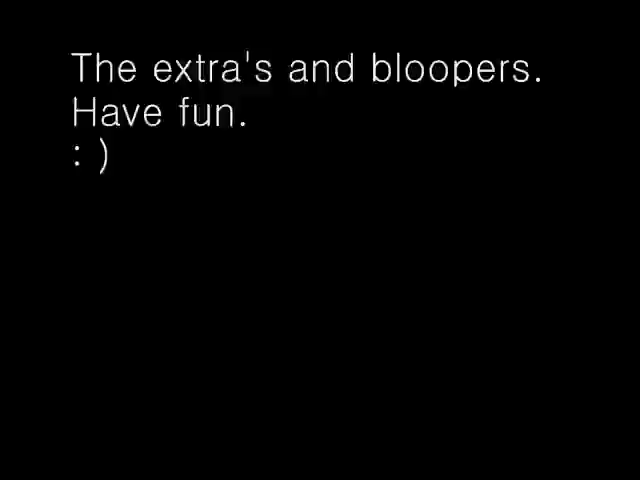 The extra's and bloopers.
Have fun.
: )